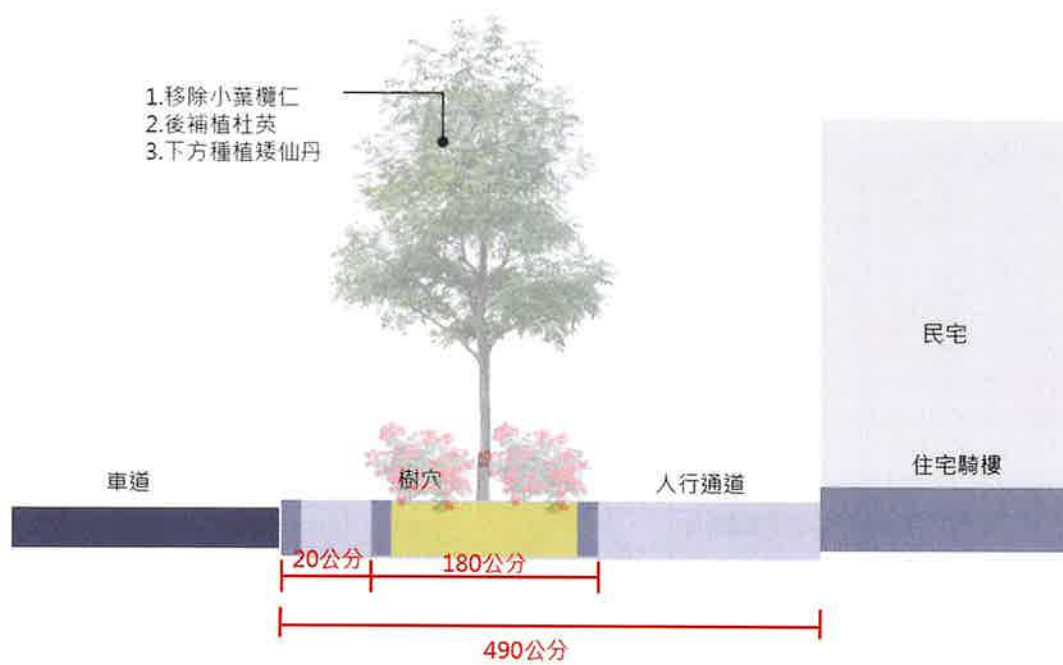 1.移除小葉欖仁
2.後補植杜英
3.下方種植矮仙丹
民宅
住宅騎樓
車道
樹穴
人行通道
20公分
180公分
490公分